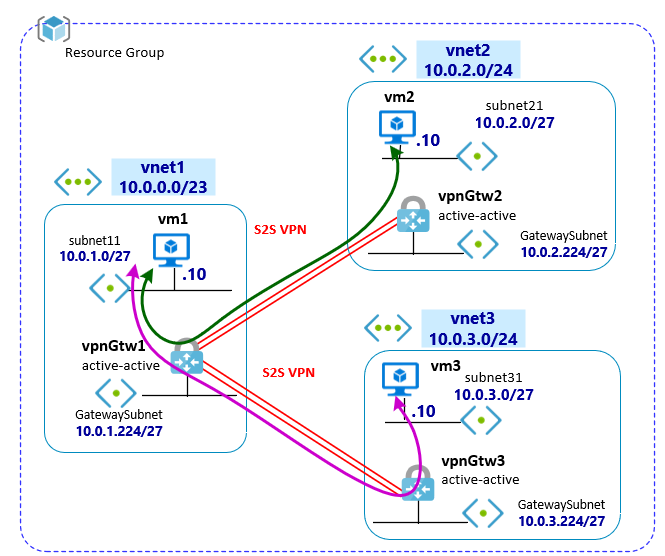 Resource Group
vnet2
10.0.2.0/24
vm2
subnet21
10.0.2.0/27
.10
vpnGtw2
active-active
GatewaySubnet
10.0.2.224/27
vnet1
10.0.0.0/23
vm1
subnet11
10.0.1.0/27
.10
S2S VPN
vpnGtw1
active-active
GatewaySubnet
10.0.1.224/27
S2S VPN
vnet3
10.0.3.0/24
vm3
subnet31
10.0.3.0/27
.10
vpnGtw3
active-active
GatewaySubnet
10.0.3.224/27